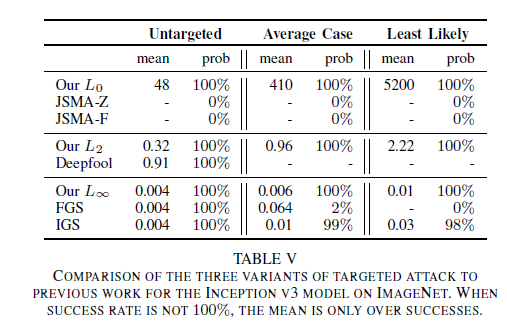 Untargeted Average Case Least Likely
mean prob mean prob mean prob
Our L0 48 100% 410 100% 5200 100%
JSMA-Z - 0% - 0% - 0%
JSMA-F - 0% - 0% - 0%
Our L2 0.32 100% 0.96 100% 2.22 100%
Deepfool 0.91 100% - - - -
Our L∞ 0.004 100% 0.006 100% 0.01 100%
FGS 0.004 100% 0.064 2% - 0%
IGS 0.004 100% 0.01 99% 0.03 98%
TABLE V
COMPARISON OF THE THREE VARIANTS OF TARGETED ATTACK TO
PREVIOUS WORK FOR THE INCEPTION V3 MODEL ON IMAGENET. WHEN
SUCCESS RATE IS NOT 100%, THE MEAN IS ONLY OVER SUCCESSES.